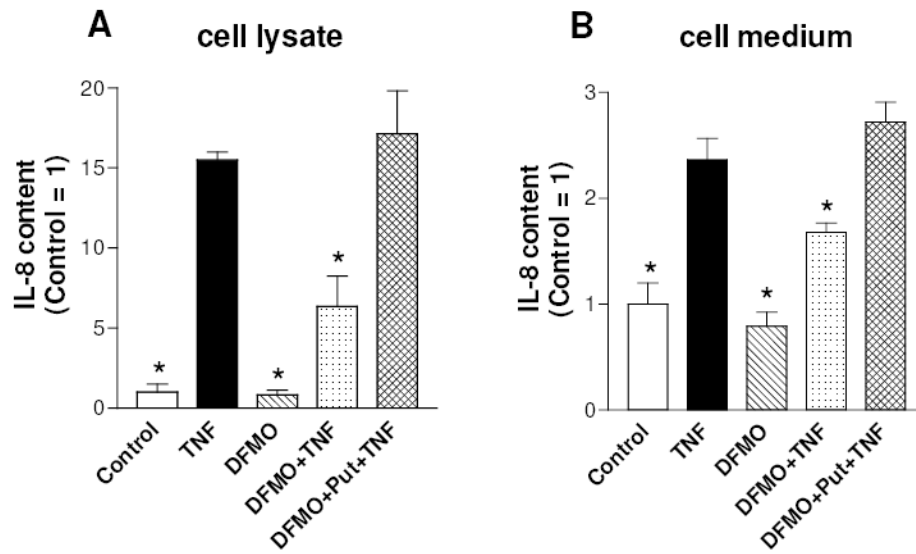 A
cell lysate
IL-8 content
(Control = 1)
20
15
10
5
0
*
*
*
Control
TNF
DFMO
DFMO+TNF
DFMO+Put+TNF
B
cell medium
IL-8 content
(Control = 1)
3
2
1
0
*
*
*
Control
TNF
DFMO
DFMO+TNF
DFMO+Put+TNF